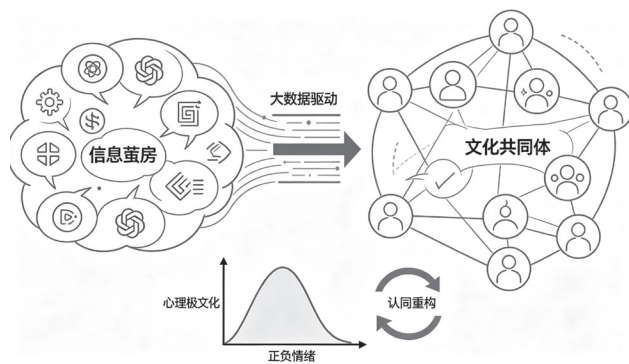 大数据驱动
信息茧房
文化共同体
心理极文化
认同重构
正负情绪